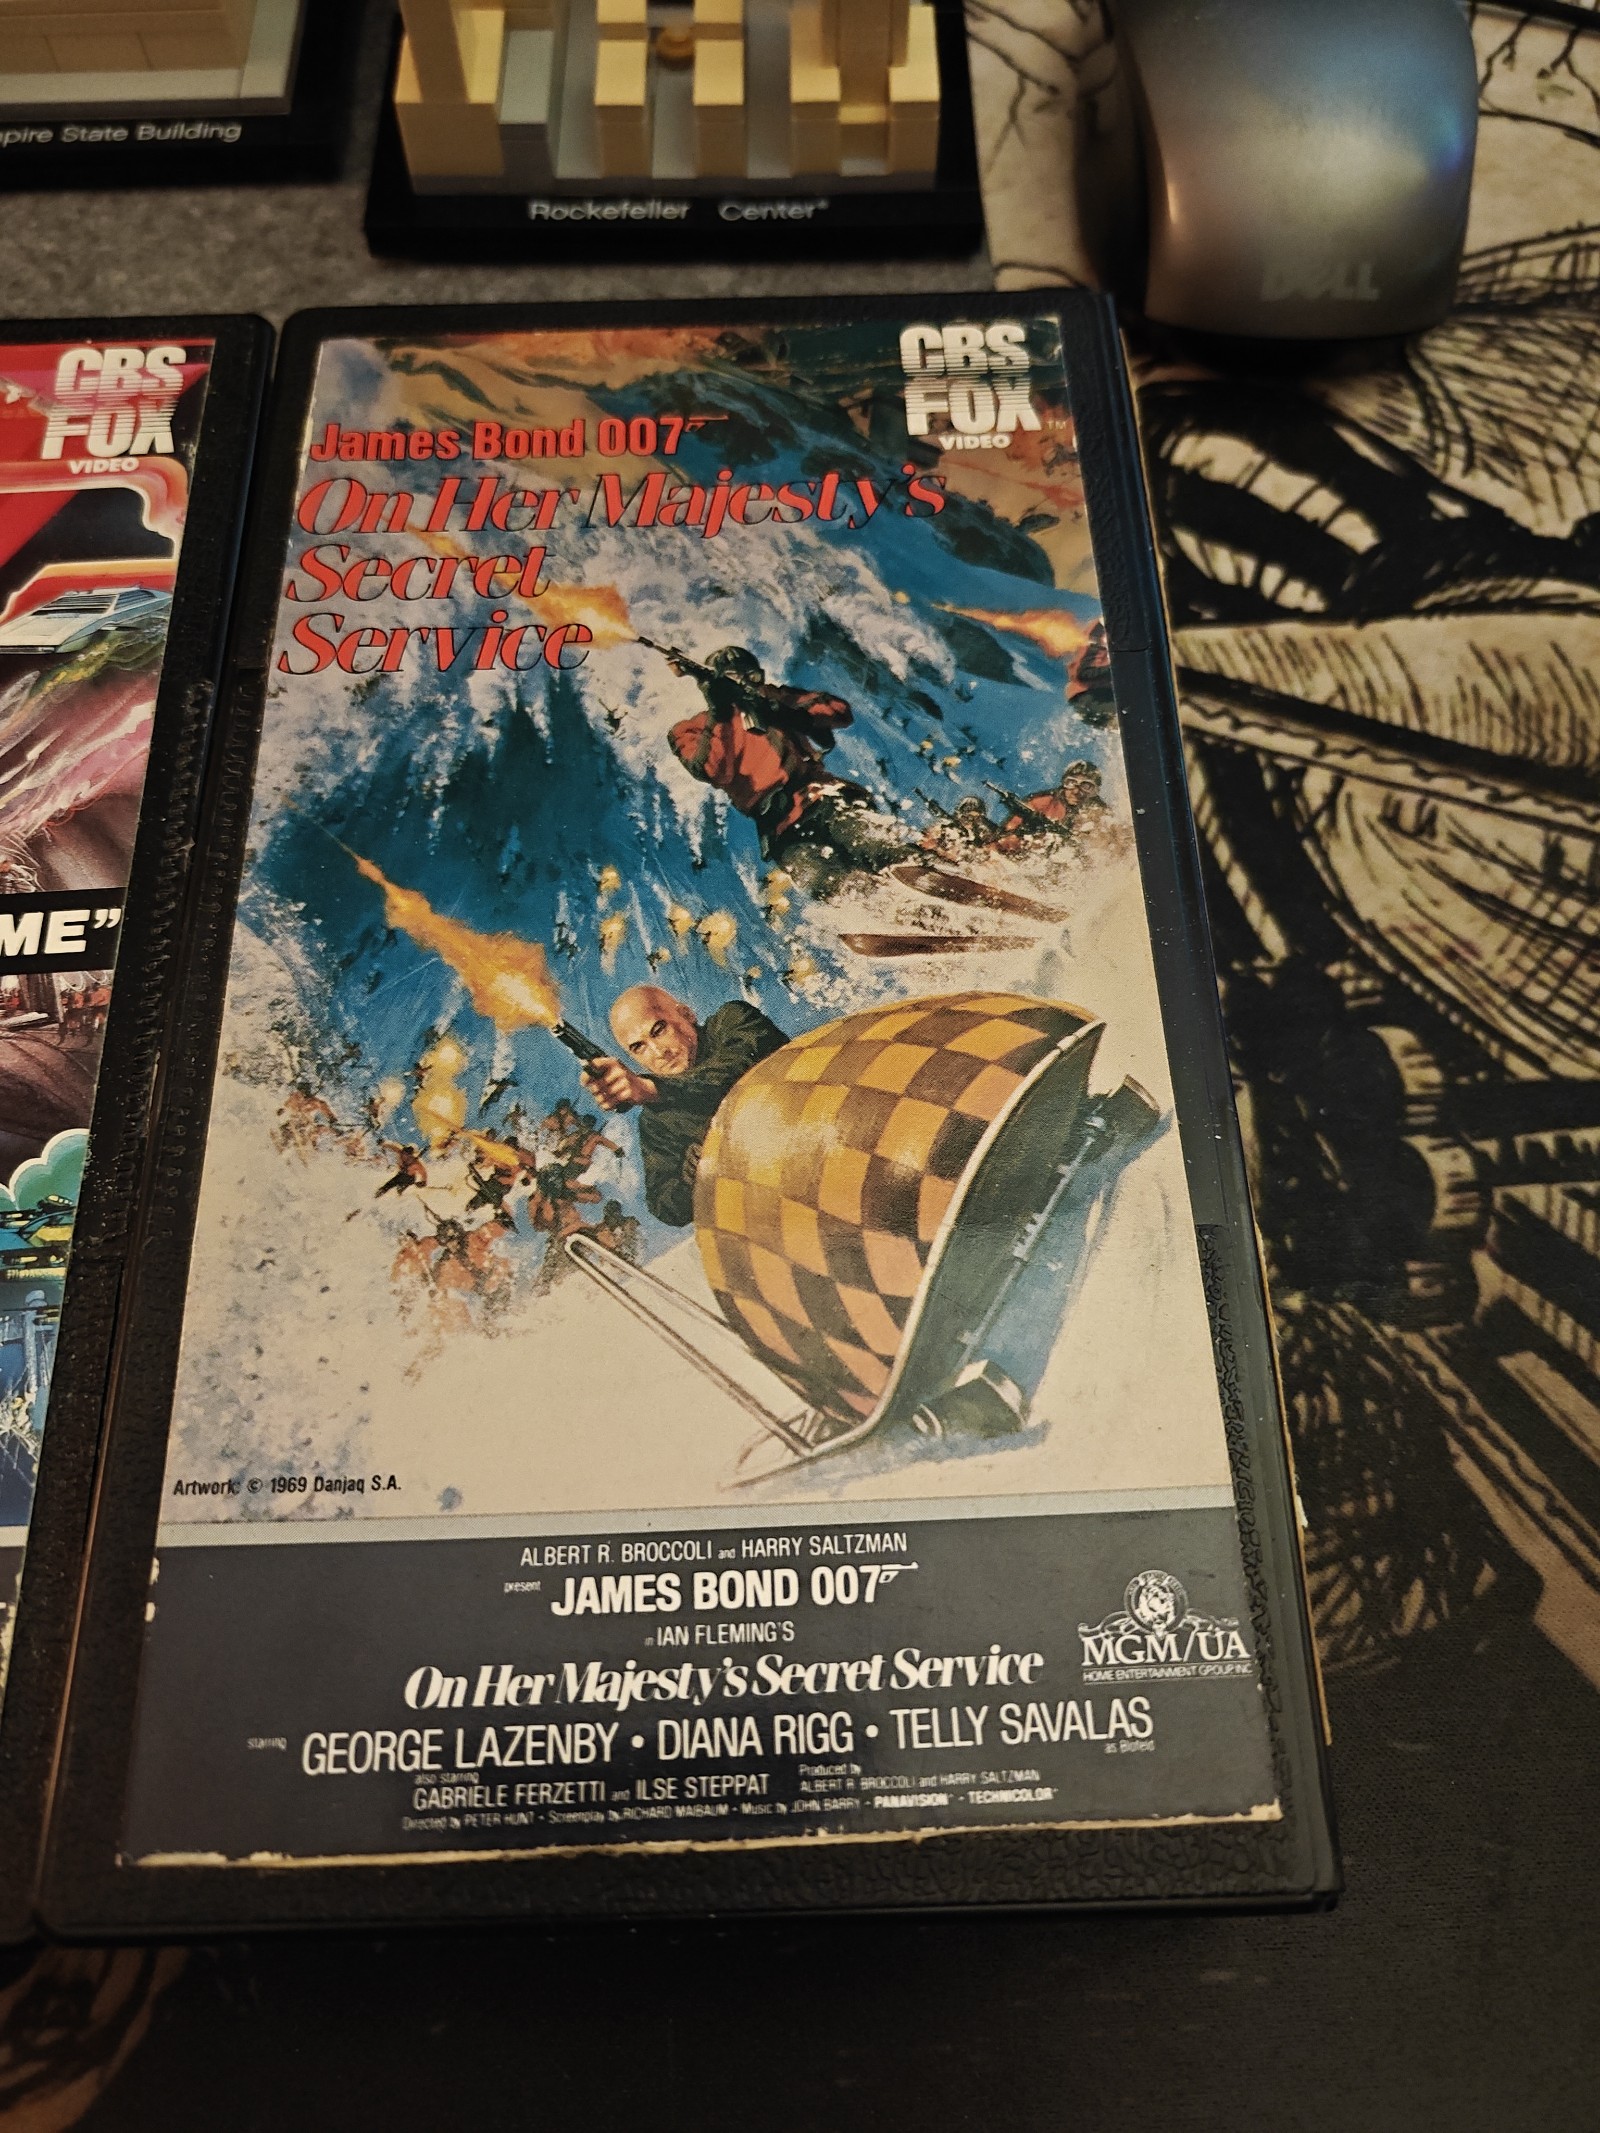 pire State Building
Rockefeller Center®
DELL
CBS
FOX
VIDEO
ME”
CBS
FOX
VIDEO
TM
James Bond 007
On Her Majesty's
Secret
Service
Artwork: © 1969 Danjaq S.A.
ALBERT R. BROCCOLI and HARRY SALTZMAN
present JAMES BOND 007
in IAN FLEMING'S
On Her Majesty's Secret Service
MGM/UA
HOME ENTERTAINMENT GROUP INC
starring GEORGE LAZENBY • DIANA RIGG • TELLY SAVALAS
as Blofeld
also starring
GABRIELE FERZETTI and ILSE STEPPAT
Produced by
ALBERT R. BROCCOLI and HARRY SALTZMAN
Directed by PETER HUNT • Screenplay by RICHARD MAIBAUM • Music by JOHN BARRY • PANAVISION® • TECHNICOLOR®